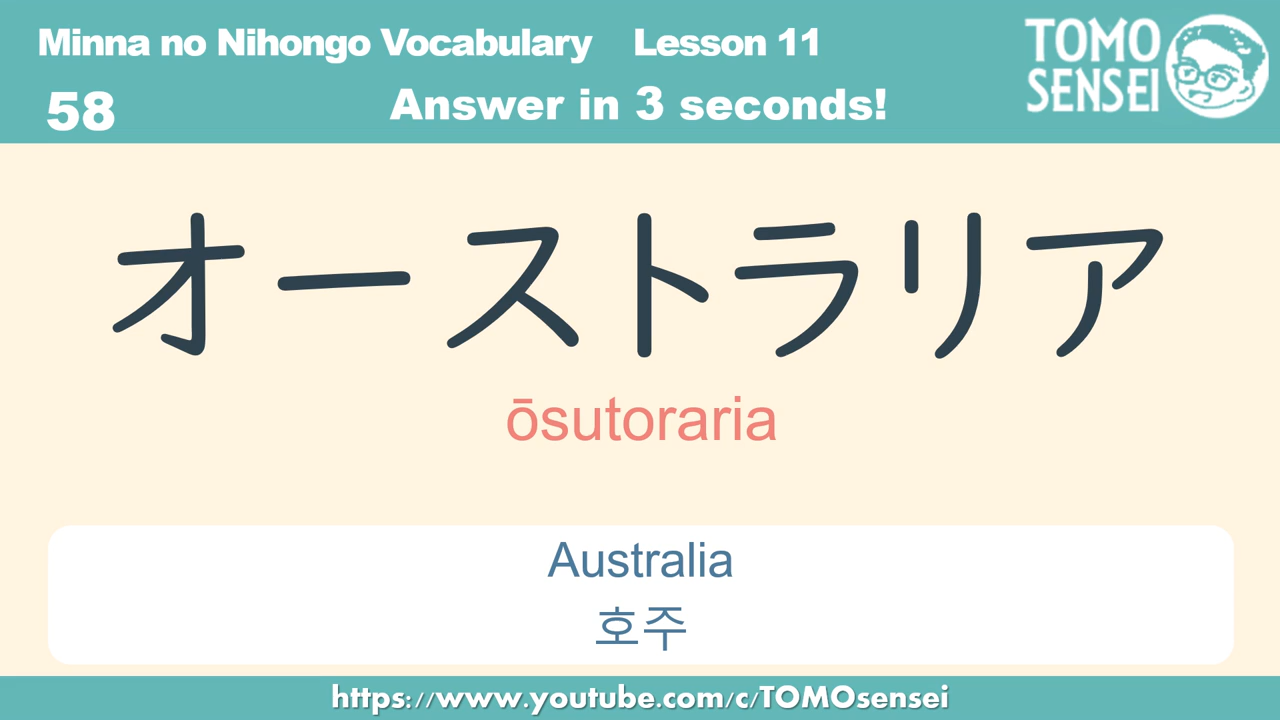 Minna no Nihongo Vocabulary Lesson 11
TOMO
SENSEI
58
Answer in 3 seconds!
オーストラリア
ōsutoraria
Australia
호주
https://www.youtube.com/c/TOMOsensei